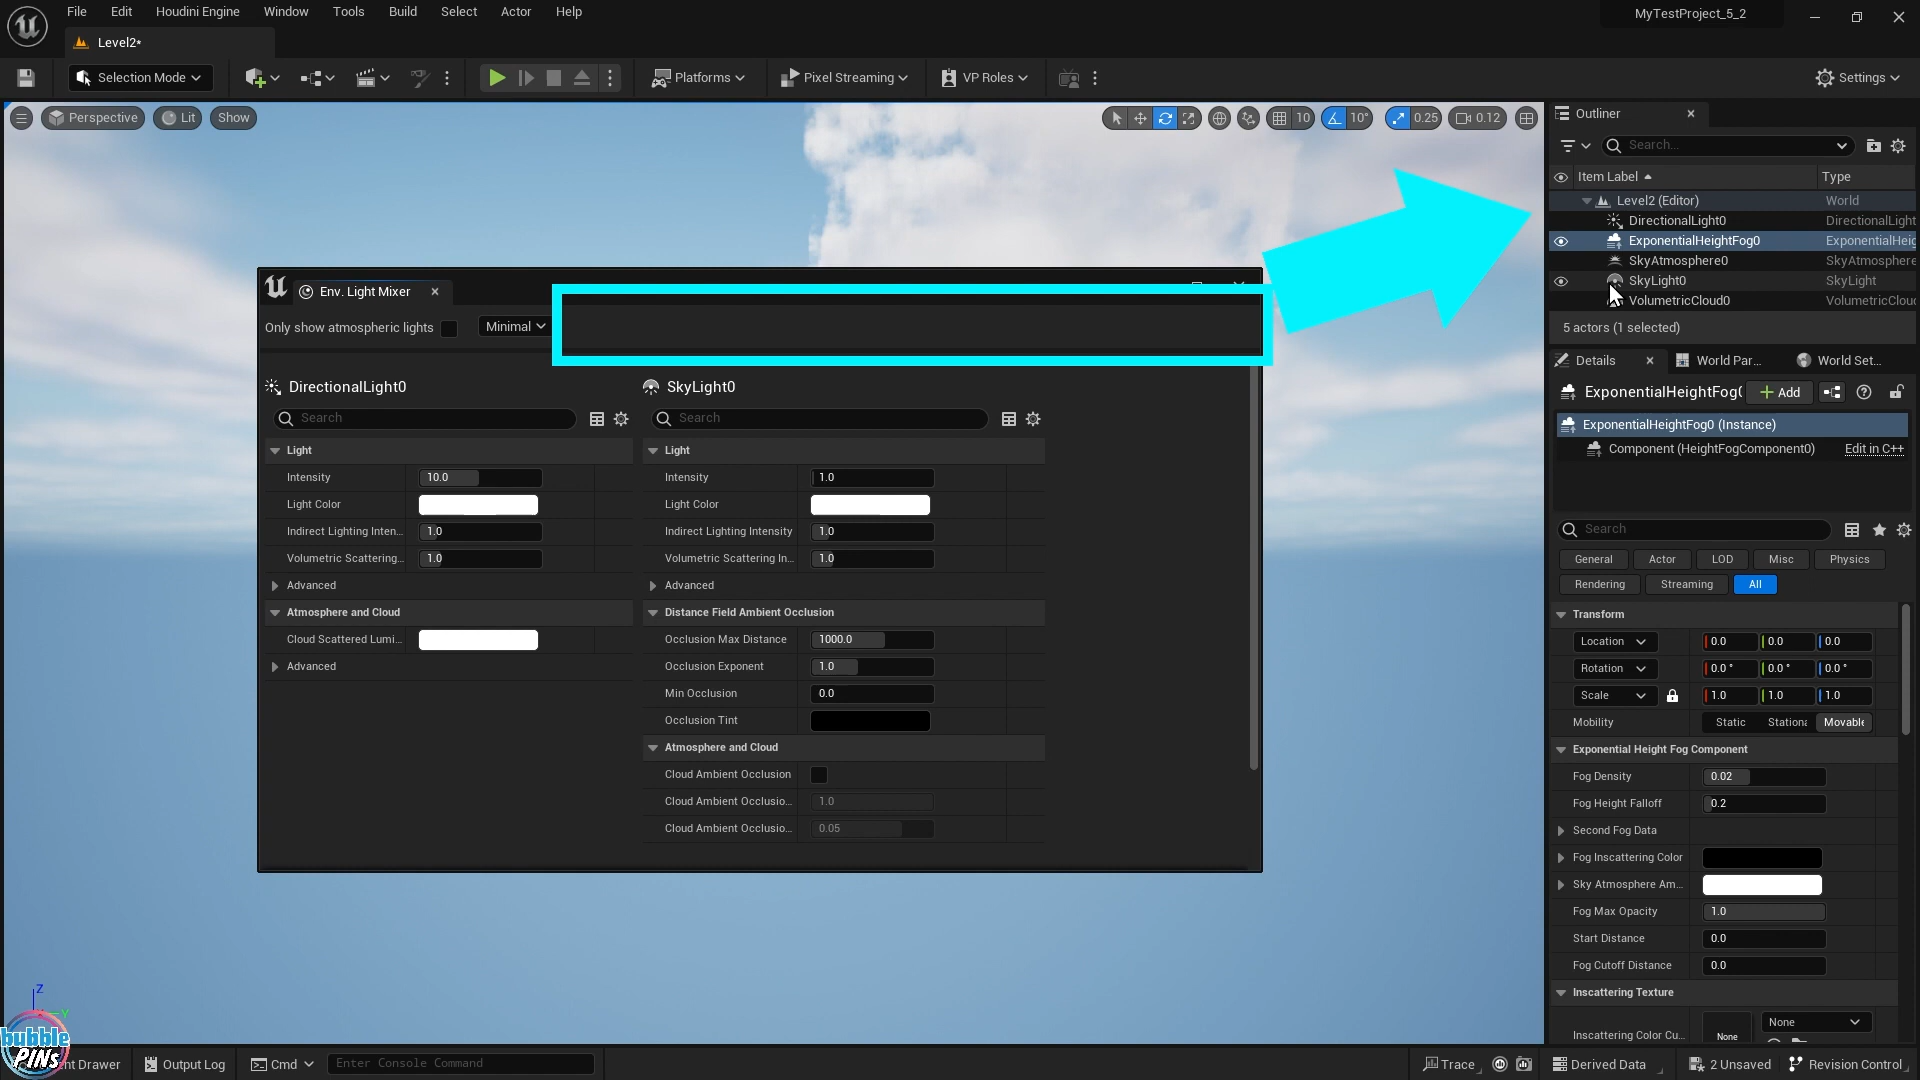 File Edit Houdini Engine Window Tools Build Select Actor Help
MyTestProject_5_2
Level2*
Selection Mode
Platforms
Pixel Streaming
VP Roles
Settings
Perspective Lit Show
10 10° 0.25 0.12
Outliner
Search...
Item Label Type
Level2 (Editor) World
DirectionalLight0 DirectionalLight
ExponentialHeightFog0 ExponentialHeig
SkyAtmosphere0 SkyAtmosphere
SkyLight0 SkyLight
VolumetricCloud0 VolumetricClou
5 actors (1 selected)
Env. Light Mixer
Only show atmospheric lights Minimal
DirectionalLight0
Search
Light
Intensity 10.0
Light Color
Indirect Lighting Inten... 1.0
Volumetric Scattering... 1.0
Advanced
Atmosphere and Cloud
Cloud Scattered Lumi...
Advanced
SkyLight0
Search
Light
Intensity 1.0
Light Color
Indirect Lighting Intensity 1.0
Volumetric Scattering In... 1.0
Advanced
Distance Field Ambient Occlusion
Occlusion Max Distance 1000.0
Occlusion Exponent 1.0
Min Occlusion 0.0
Occlusion Tint
Atmosphere and Cloud
Cloud Ambient Occlusion
Cloud Ambient Occlusio... 1.0
Cloud Ambient Occlusio... 0.05
Details World Par... World Set...
ExponentialHeightFog Add
ExponentialHeightFog0 (Instance)
Component (HeightFogComponent0) Edit in C++
Search
General Actor LOD Misc Physics
Rendering Streaming All
Transform
Location 0.0 0.0 0.0
Rotation 0.0 ° 0.0 ° 0.0 °
Scale 1.0 1.0 1.0
Mobility Static Stationa Movable
Exponential Height Fog Component
Fog Density 0.02
Fog Height Falloff 0.2
Second Fog Data
Fog Inscattering Color
Sky Atmosphere Am...
Fog Max Opacity 1.0
Start Distance 0.0
Fog Cutoff Distance 0.0
Inscattering Texture
Inscattering Color Cu... None None
Z
Y
bubble
PINS
ent Drawer Output Log Cmd Enter Console Command
Trace Derived Data 2 Unsaved Revision Control